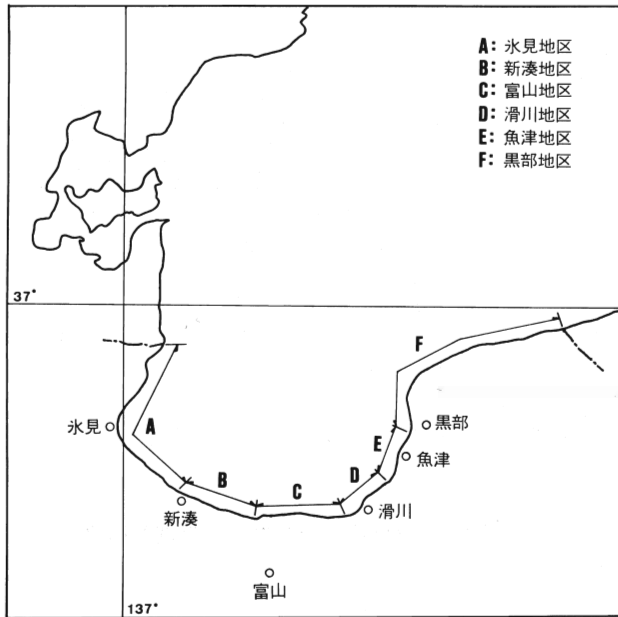 A: 氷見地区
B: 新湊地区
C: 富山地区
D: 滑川地区
E: 魚津地区
F: 黒部地区
37°
F
氷見
A
黒部
E
魚津
D
B
C
新湊
滑川
富山
137°